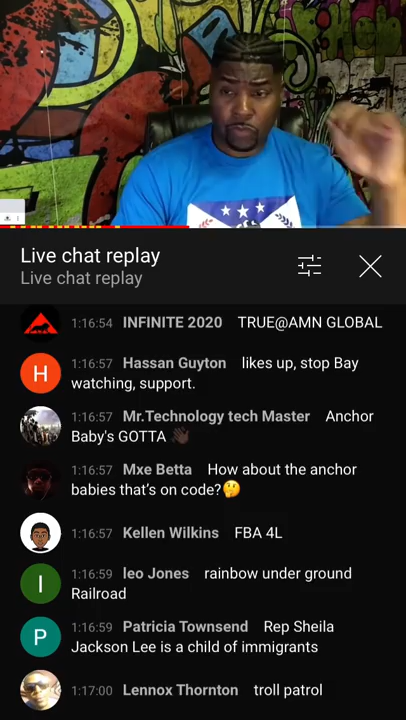 Live chat replay
Live chat replay
1:16:54 INFINITE 2020 TRUE@AMN GLOBAL
H
1:16:57 Hassan Guyton likes up, stop Bay
watching, support.
1:16:57 Mr.Technology tech Master Anchor
Baby's GOTTA 👋🏿
1:16:57 Mxe Betta How about the anchor
babies that's on code?🤔
1:16:57 Kellen Wilkins FBA 4L
I
1:16:59 leo Jones rainbow under ground
Railroad
P
1:16:59 Patricia Townsend Rep Sheila
Jackson Lee is a child of immigrants
1:17:00 Lennox Thornton troll patrol